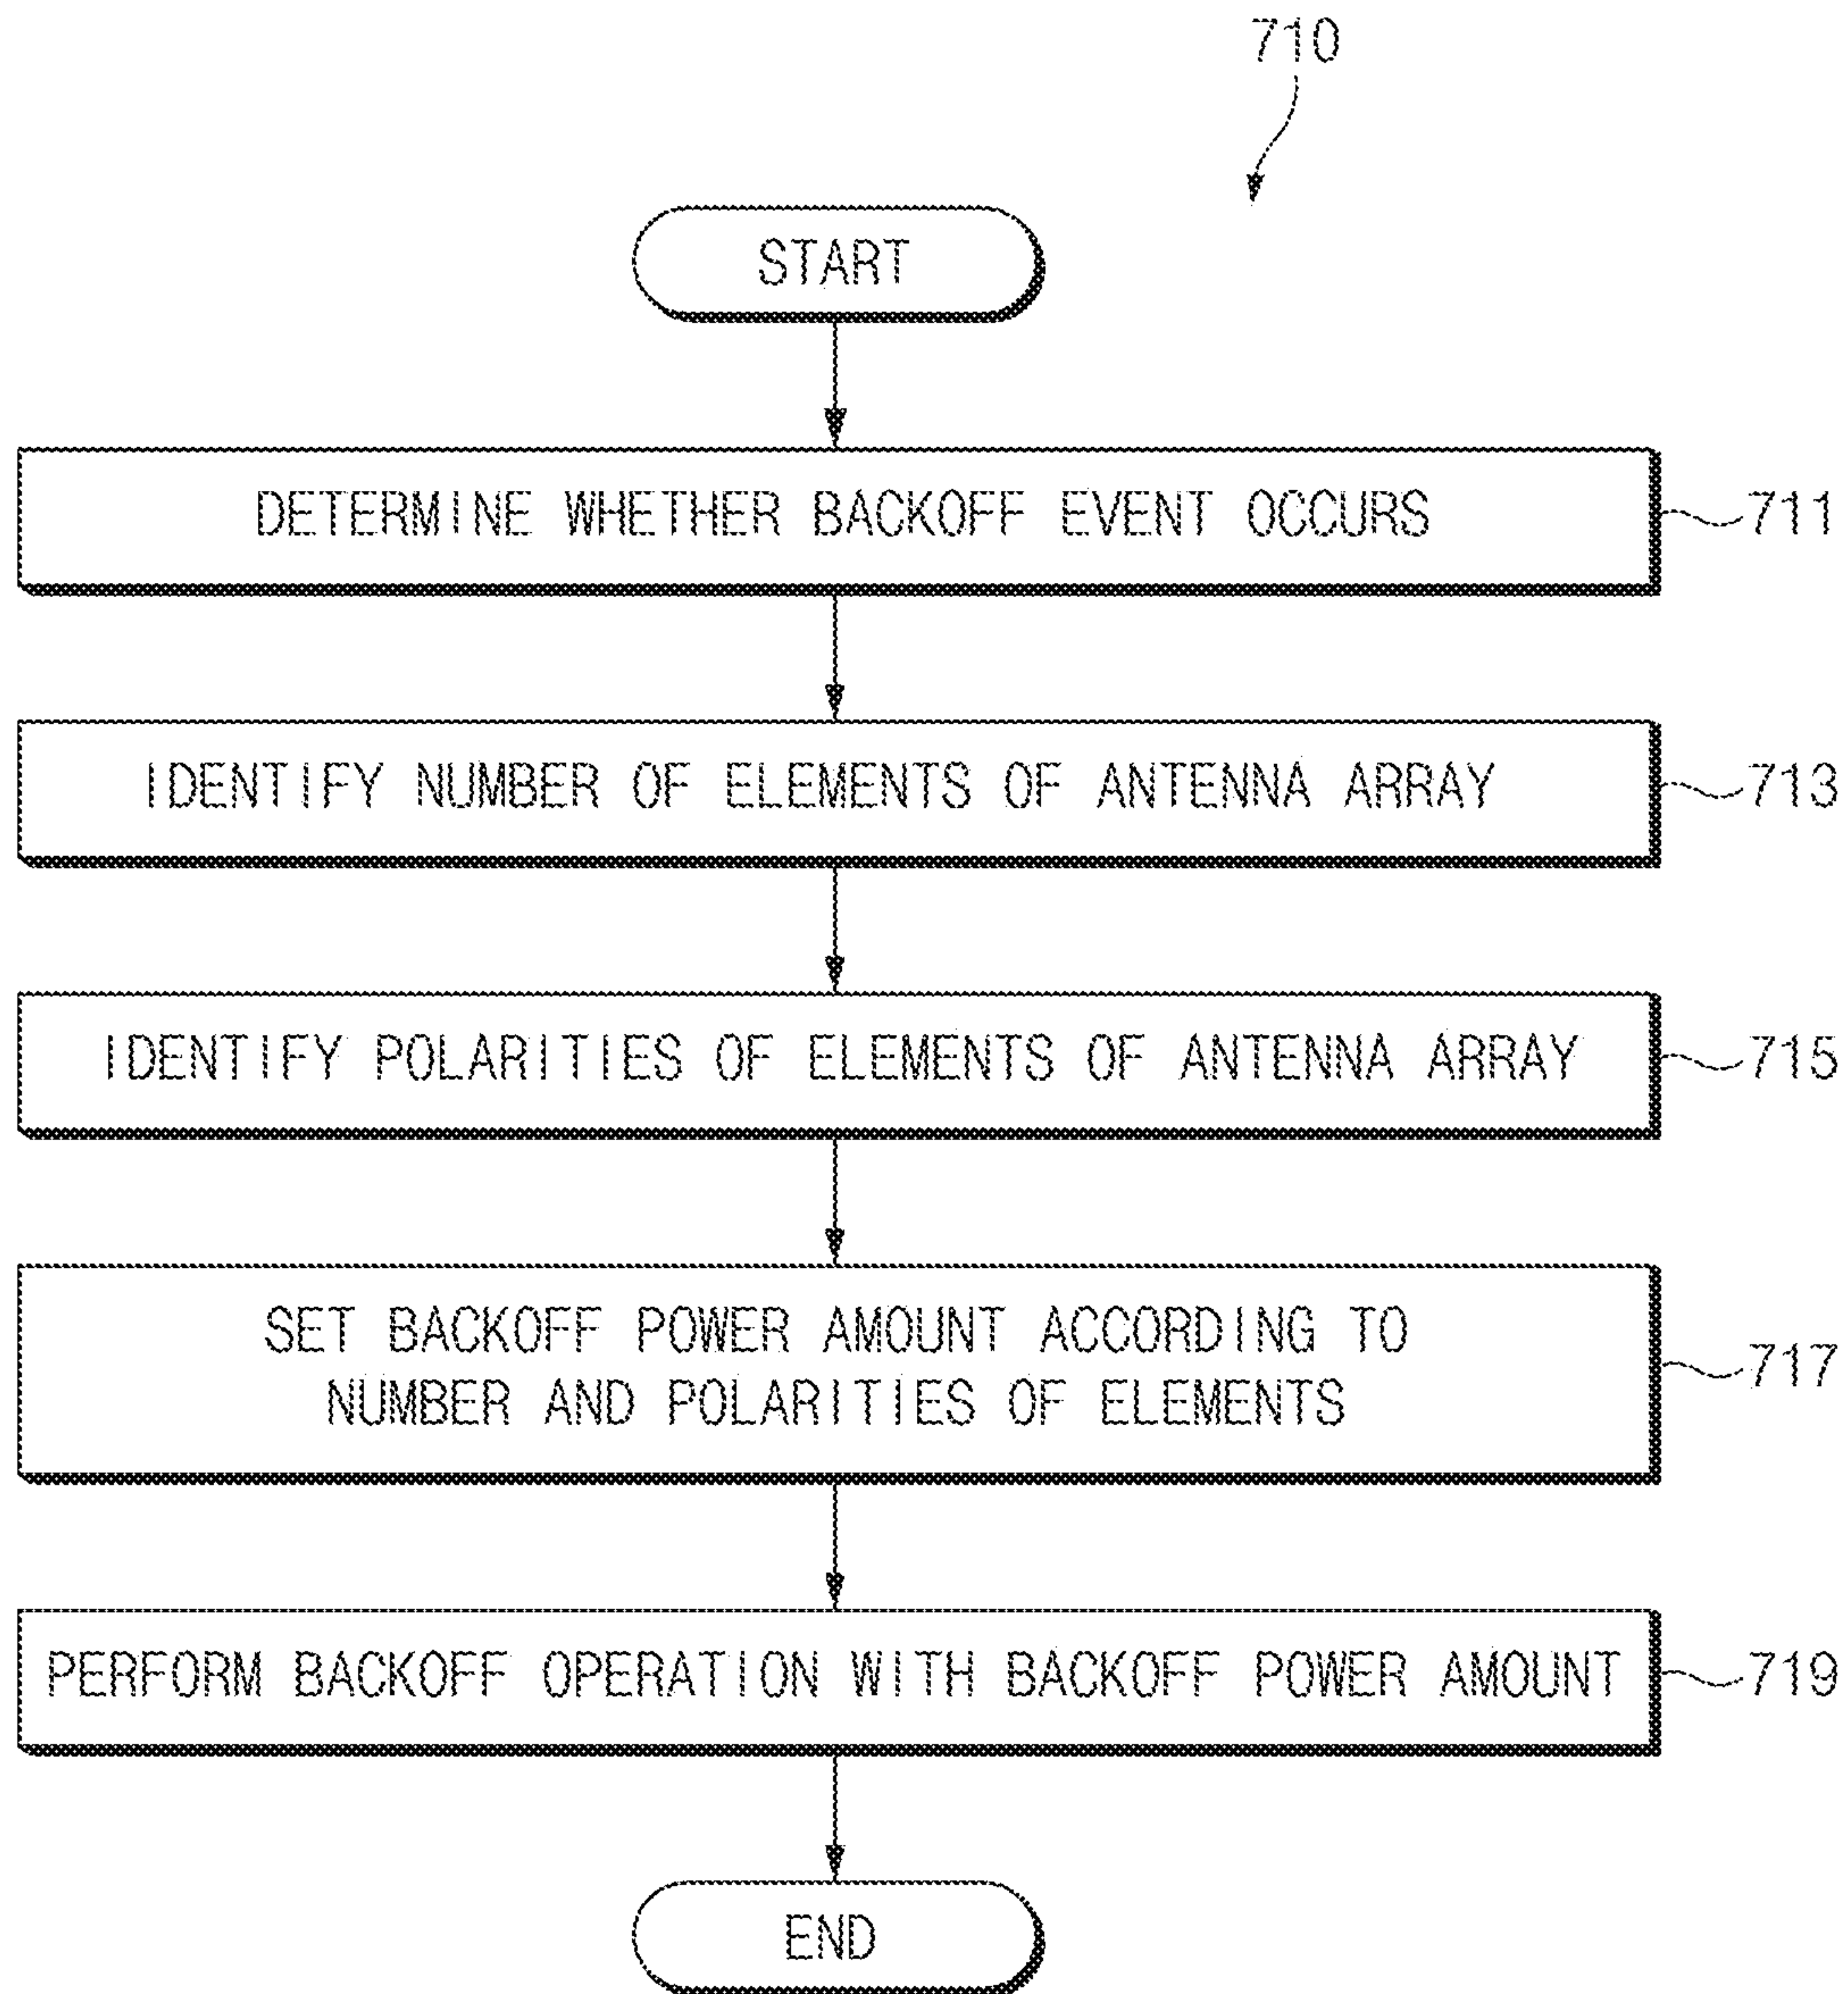 710
START
DETERMINE WHETHER BACKOFF EVENT OCCURS
711
IDENTIFY NUMBER OF ELEMENTS OF ANTENNA ARRAY
713
IDENTIFY POLARITIES OF ELEMENTS OF ANTENNA ARRAY
715
SET BACKOFF POWER AMOUNT ACCORDING TO
NUMBER AND POLARITIES OF ELEMENTS
717
PERFORM BACKOFF OPERATION WITH BACKOFF POWER AMOUNT
719
END